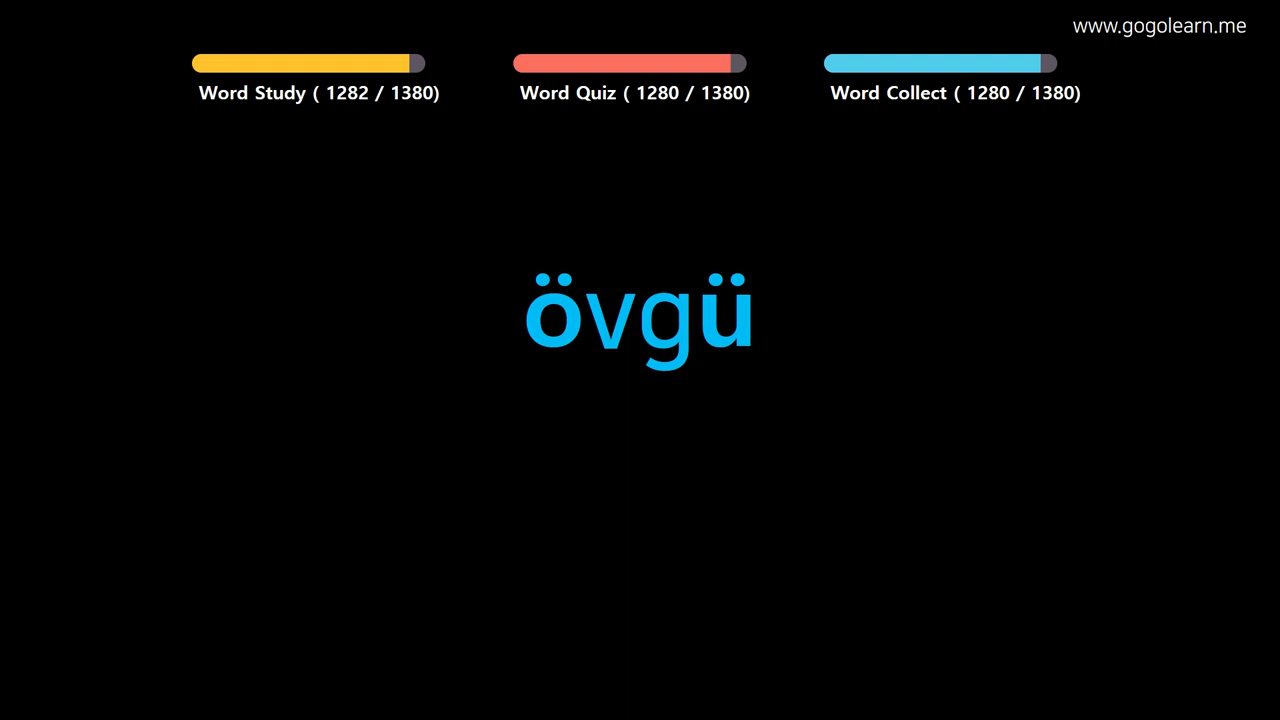 www.gogolearn.me
Word Study ( 1282 / 1380)
Word Quiz ( 1280 / 1380)
Word Collect ( 1280 / 1380)
övgü